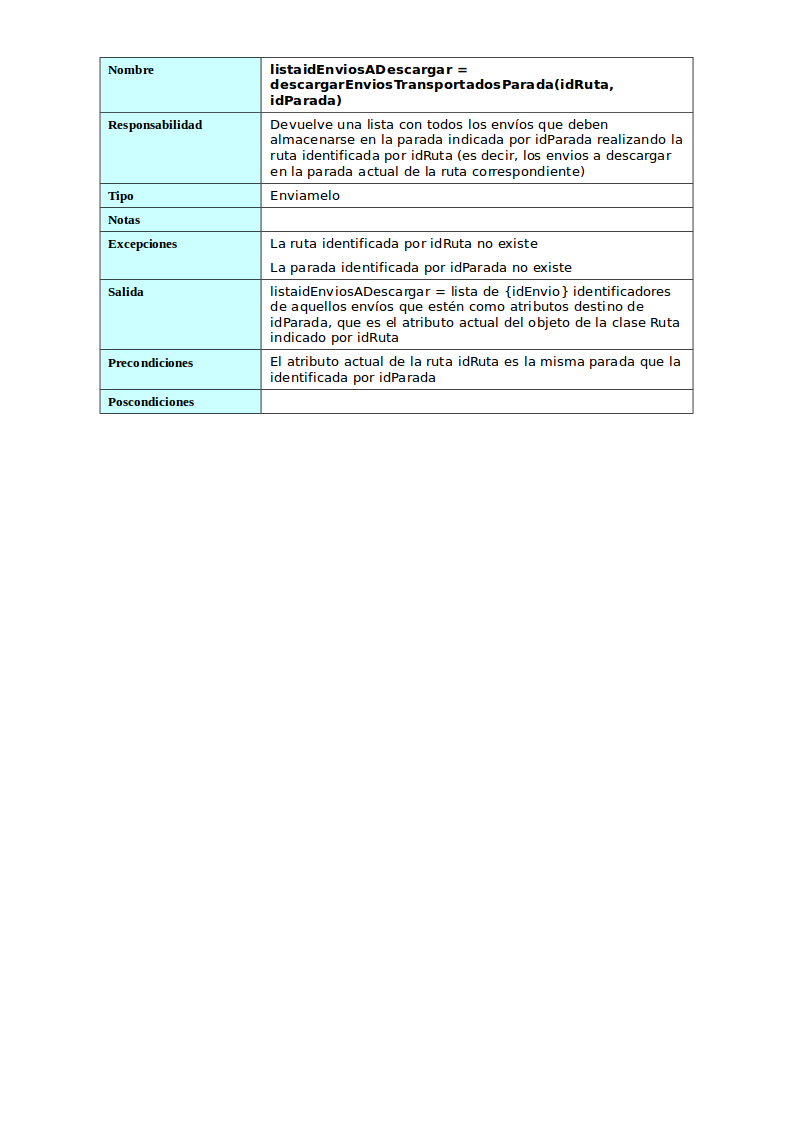 Nombre
listaidEnviosADescargar =
descargarEnviosTransportadosParada(idRuta,
idParada)
Responsabilidad
Devuelve una lista con todos los envíos que deben
almacenarse en la parada indicada por idParada realizando la
ruta identificada por idRuta (es decir, los envios a descargar
en la parada actual de la ruta correspondiente)
Tipo
Enviamelo
Notas
Excepciones
La ruta identificada por idRuta no existe
La parada identificada por idParada no existe
Salida
listaidEnviosADescargar = lista de {idEnvio} identificadores
de aquellos envíos que estén como atributos destino de
idParada, que es el atributo actual del objeto de la clase Ruta
indicado por idRuta
Precondiciones
El atributo actual de la ruta idRuta es la misma parada que la
identificada por idParada
Poscondiciones